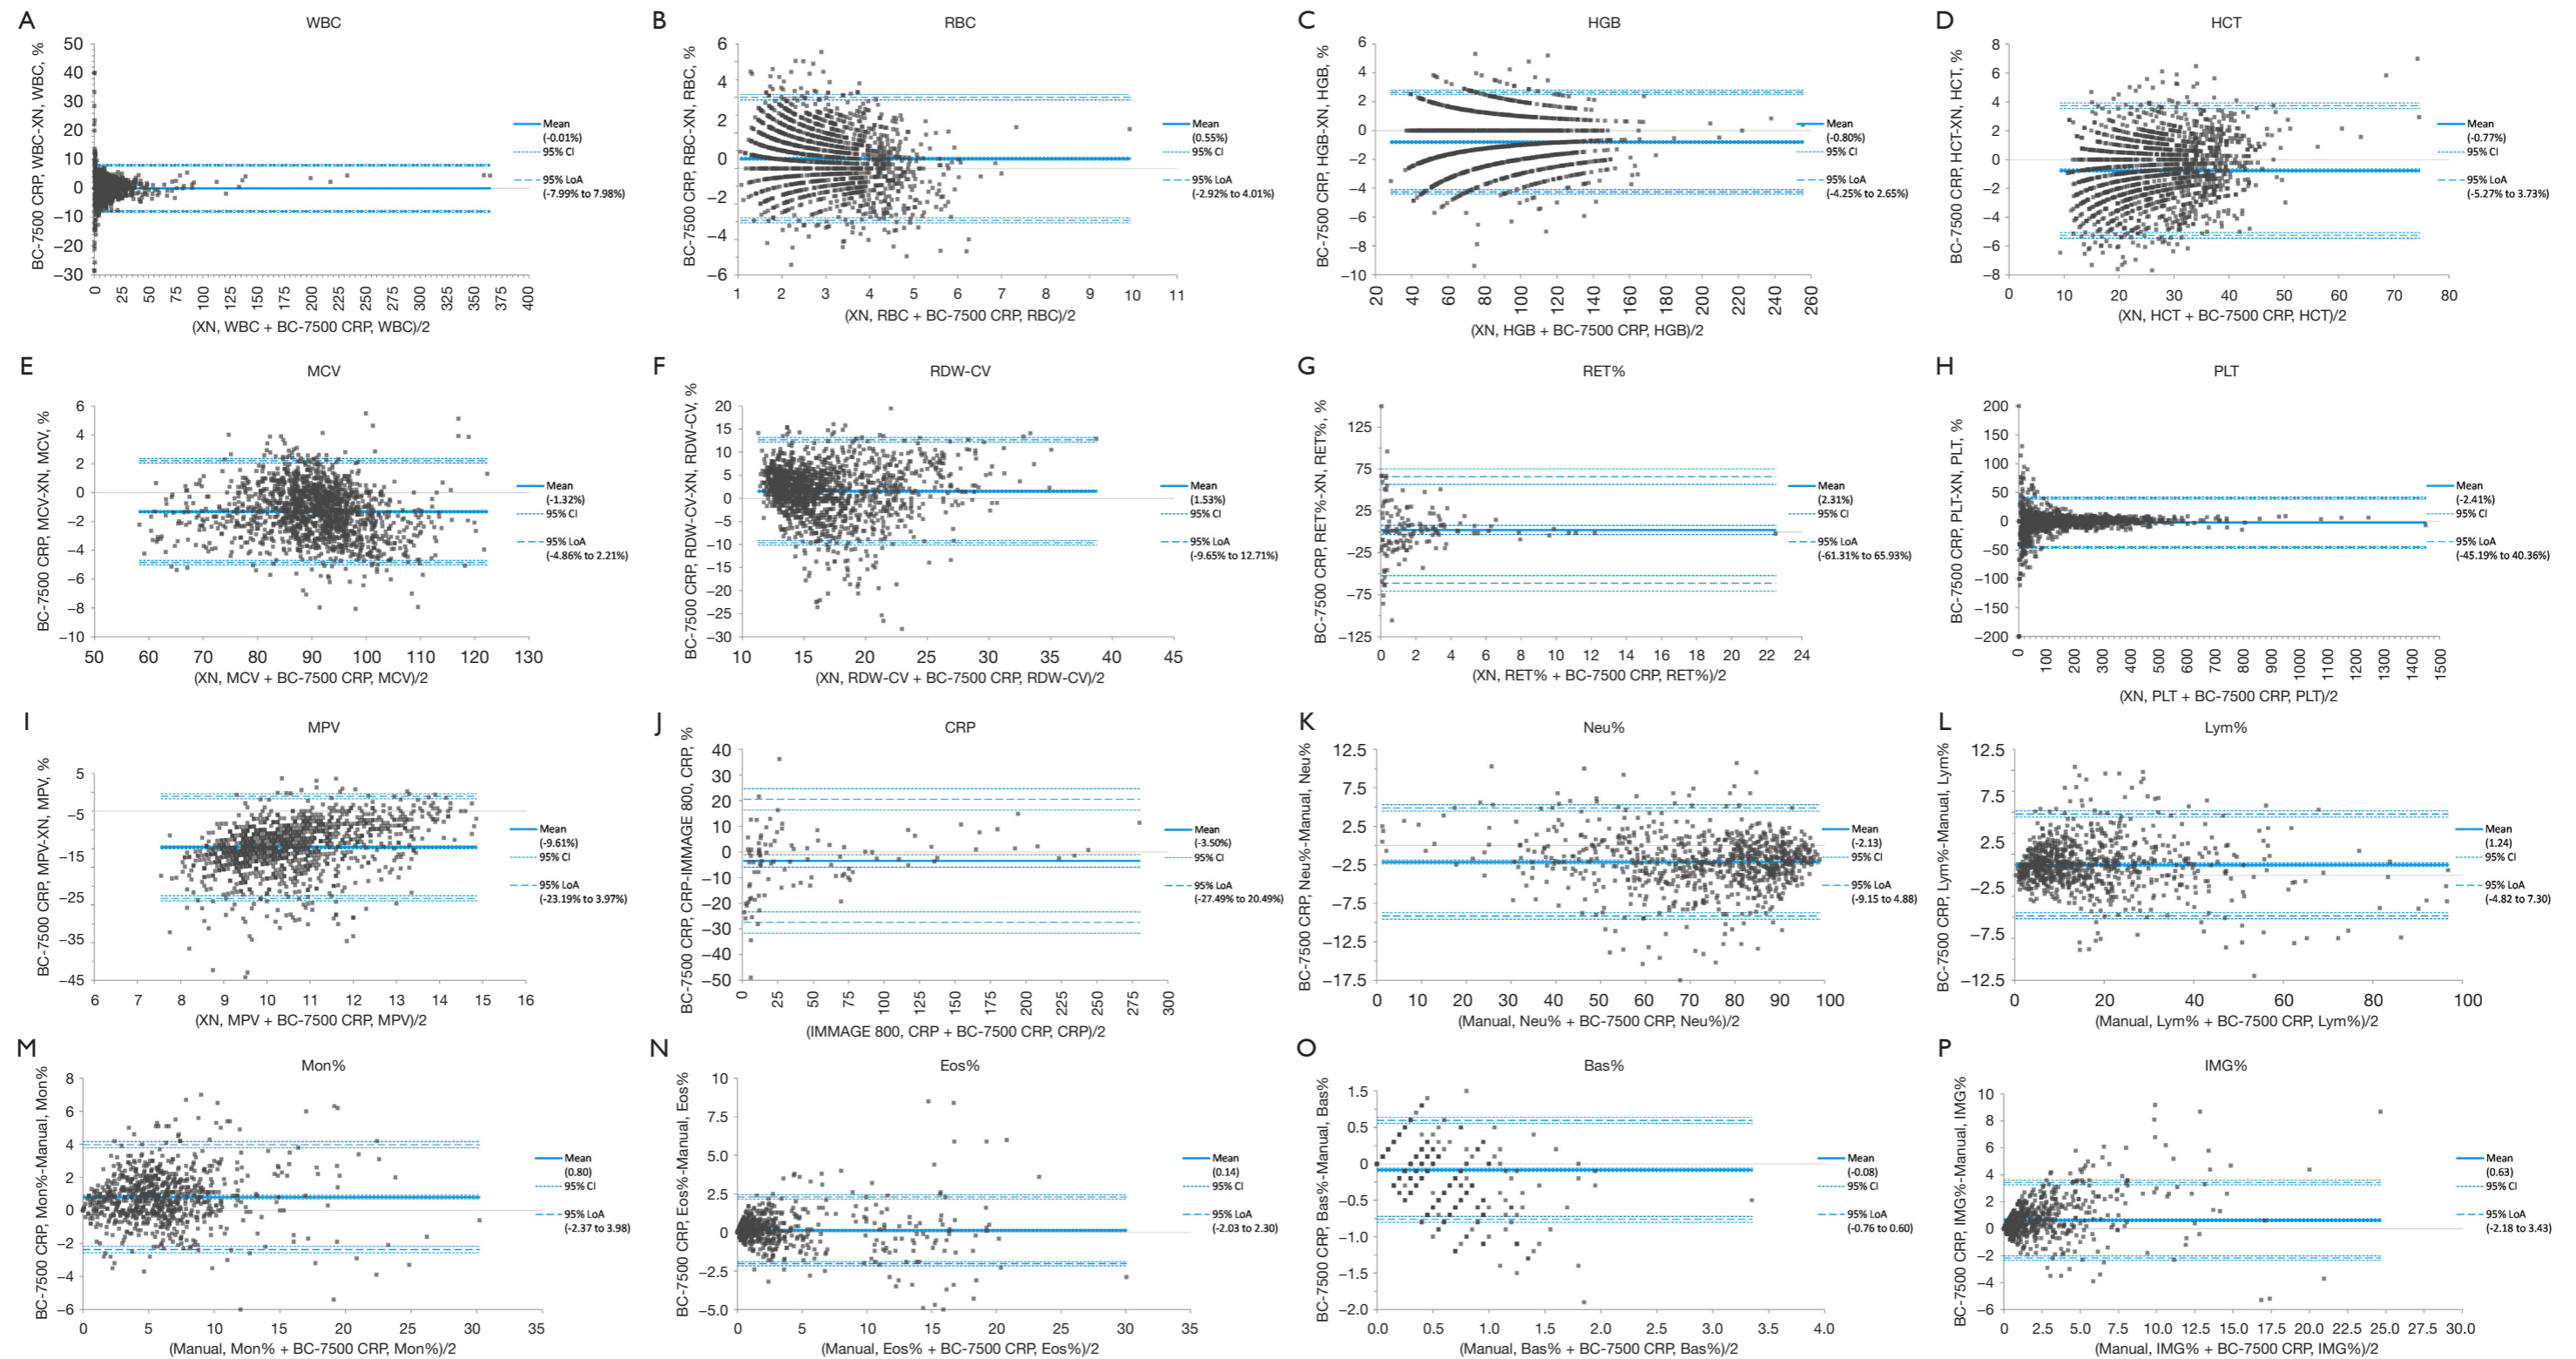 A
WBC
BC-7500 CRP, WBC-XN, WBC, %
50
40
30
20
10
0
−10
−20
−30
0 25 50 75 100 125 150 175 200 225 250 275 300 325 350 375 400
(XN, WBC + BC-7500 CRP, WBC)/2
Mean
(-0.01%)
95% CI
95% LoA
(-7.99% to 7.98%)
B
RBC
BC-7500 CRP, RBC-XN, RBC, %
6
4
2
0
−2
−4
−6
1 2 3 4 5 6 7 8 9 10 11
(XN, RBC + BC-7500 CRP, RBC)/2
Mean
(0.55%)
95% CI
95% LoA
(-2.92% to 4.01%)
C
HGB
BC-7500 CRP, HGB-XN, HGB, %
6
4
2
0
−2
−4
−6
−8
−10
20 40 60 80 100 120 140 160 180 200 220 240 260
(XN, HGB + BC-7500 CRP, HGB)/2
Mean
(-0.80%)
95% CI
95% LoA
(-4.25% to 2.65%)
D
HCT
BC-7500 CRP, HCT-XN, HCT, %
8
6
4
2
0
−2
−4
−6
−8
0 10 20 30 40 50 60 70 80
(XN, HCT + BC-7500 CRP, HCT)/2
Mean
(-0.77%)
95% CI
95% LoA
(-5.27% to 3.73%)
E
MCV
BC-7500 CRP, MCV-XN, MCV, %
6
4
2
0
−2
−4
−6
−8
−10
50 60 70 80 90 100 110 120 130
(XN, MCV + BC-7500 CRP, MCV)/2
Mean
(-1.32%)
95% CI
95% LoA
(-4.86% to 2.21%)
F
RDW-CV
BC-7500 CRP, RDW-CV-XN, RDW-CV, %
20
15
10
5
0
−5
−10
−15
−20
−25
−30
10 15 20 25 30 35 40 45
(XN, RDW-CV + BC-7500 CRP, RDW-CV)/2
Mean
(1.53%)
95% CI
95% LoA
(-9.65% to 12.71%)
G
RET%
BC-7500 CRP, RET%-XN, RET%, %
125
75
25
−25
−75
−125
0 2 4 6 8 10 12 14 16 18 20 22 24
(XN, RET% + BC-7500 CRP, RET%)/2
Mean
(2.31%)
95% CI
95% LoA
(-61.31% to 65.93%)
H
PLT
BC-7500 CRP, PLT-XN, PLT, %
200
150
100
50
0
−50
−100
−150
−200
0 100 200 300 400 500 600 700 800 900 1000 1100 1200 1300 1400 1500
(XN, PLT + BC-7500 CRP, PLT)/2
Mean
(-2.41%)
95% CI
95% LoA
(-45.19% to 40.36%)
I
MPV
BC-7500 CRP, MPV-XN, MPV, %
5
−5
−15
−25
−35
−45
6 7 8 9 10 11 12 13 14 15 16
(XN, MPV + BC-7500 CRP, MPV)/2
Mean
(-9.61%)
95% CI
95% LoA
(-23.19% to 3.97%)
J
CRP
BC-7500 CRP, CRP-IMMAGE 800, CRP, %
40
30
20
10
0
−10
−20
−30
−40
−50
0 25 50 75 100 125 150 175 200 225 250 275 300
(IMMAGE 800, CRP + BC-7500 CRP, CRP)/2
Mean
(-3.50%)
95% CI
95% LoA
(-27.49% to 20.49%)
K
Neu%
BC-7500 CRP, Neu%-Manual, Neu%
12.5
7.5
2.5
−2.5
−7.5
−12.5
−17.5
0 10 20 30 40 50 60 70 80 90 100
(Manual, Neu% + BC-7500 CRP, Neu%)/2
Mean
(-2.13)
95% CI
95% LoA
(-9.15 to 4.88)
L
Lym%
BC-7500 CRP, Lym%-Manual, Lym%
12.5
7.5
2.5
−2.5
−7.5
−12.5
0 20 40 60 80 100
(Manual, Lym% + BC-7500 CRP, Lym%)/2
Mean
(1.24)
95% CI
95% LoA
(-4.82 to 7.30)
M
Mon%
BC-7500 CRP, Mon%-Manual, Mon%
8
6
4
2
0
−2
−4
−6
0 5 10 15 20 25 30 35
(Manual, Mon% + BC-7500 CRP, Mon%)/2
Mean
(0.80)
95% CI
95% LoA
(-2.37 to 3.98)
N
Eos%
BC-7500 CRP, Eos%-Manual, Eos%
10
7.5
5.0
2.5
0
−2.5
−5.0
0 5 10 15 20 25 30 35
(Manual, Eos% + BC-7500 CRP, Eos%)/2
Mean
(0.14)
95% CI
95% LoA
(-2.03 to 2.30)
O
Bas%
BC-7500 CRP, Bas%-Manual, Bas%
1.5
0.5
0
−0.5
−1.0
−1.5
−2.0
0.0 0.5 1.0 1.5 2.0 2.5 3.0 3.5 4.0
(Manual, Bas% + BC-7500 CRP, Bas%)/2
Mean
(-0.08)
95% CI
95% LoA
(-0.76 to 0.60)
P
IMG%
BC-7500 CRP, IMG%-Manual, IMG%
10
8
6
4
2
0
−2
−4
−6
0 2.5 5.0 7.5 10.0 12.5 15.0 17.5 20.0 22.5 25.0 27.5 30.0
(Manual, IMG% + BC-7500 CRP, IMG%)/2
Mean
(0.63)
95% CI
95% LoA
(-2.18 to 3.43)